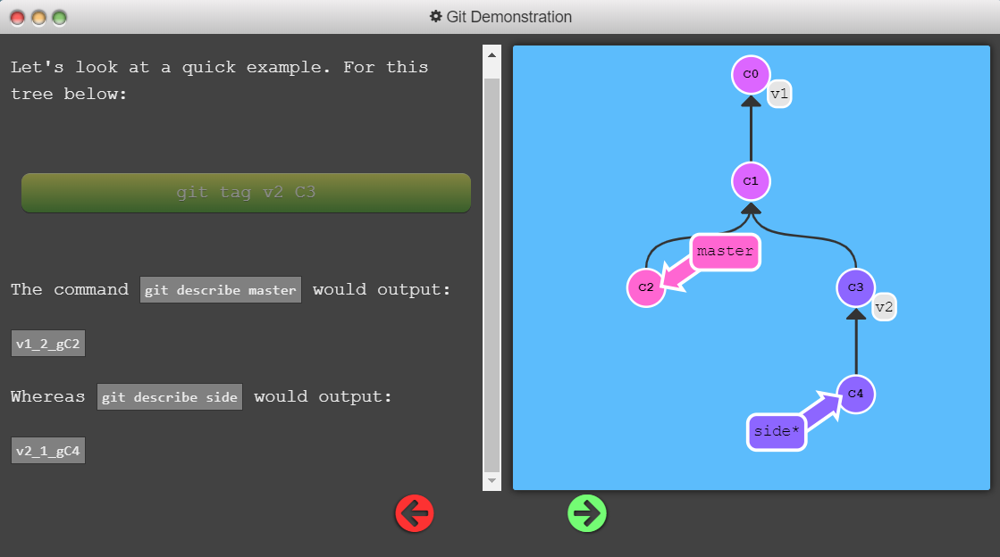 Git Demonstration
Let's look at a quick example. For this
tree below:
git tag v2 C3
The command git describe master would output:
v1_2_gC2
Whereas git describe side would output:
v2_1_gC4
C0
v1
C1
master
C2
C3
v2
C4
side*